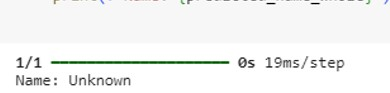 1/1 ━━━━━━━━━━━━━━━━━━━━ 0s 19ms/step
Name: Unknown